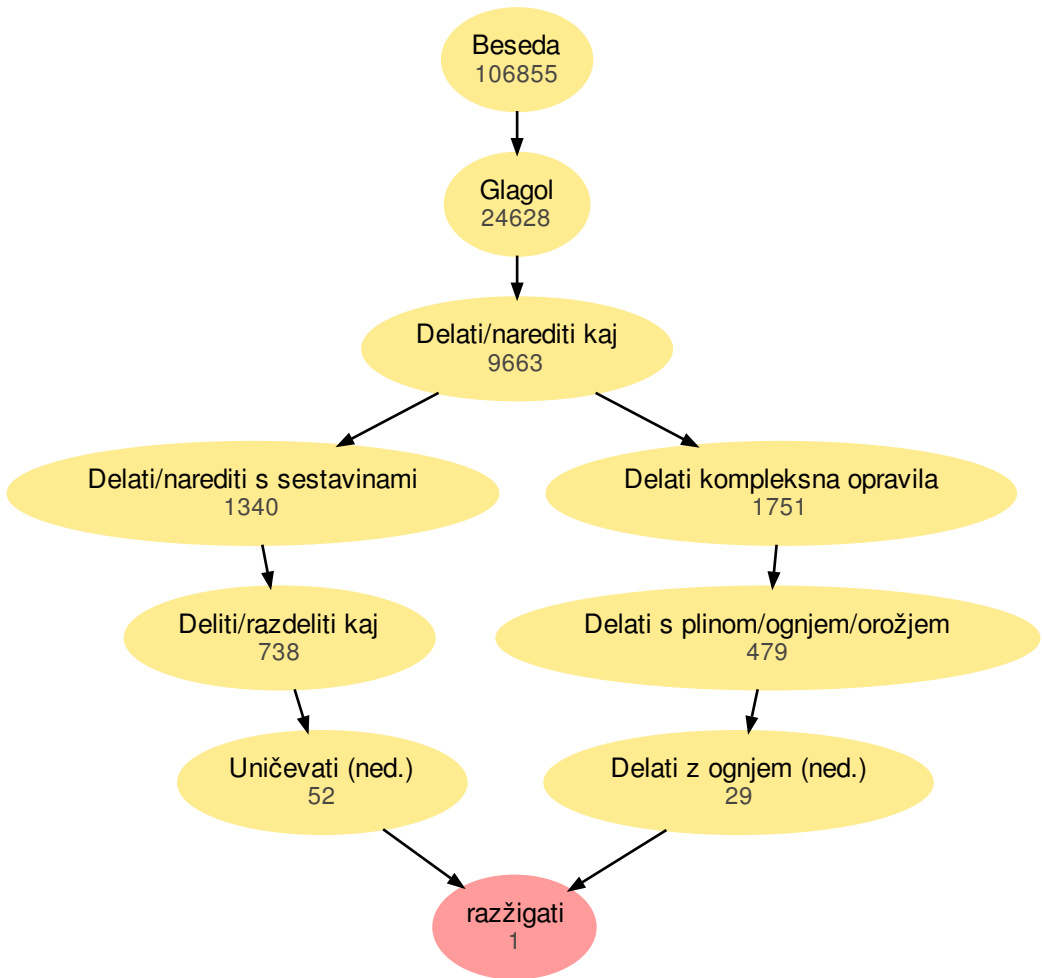 Beseda
106855
Glagol
24628
Delati/narediti kaj
9663
Delati/narediti s sestavinami
1340
Delati kompleksna opravila
1751
Deliti/razdeliti kaj
738
Delati s plinom/ognjem/orožjem
479
Uničevati (ned.)
52
Delati z ognjem (ned.)
29
razžigati
1